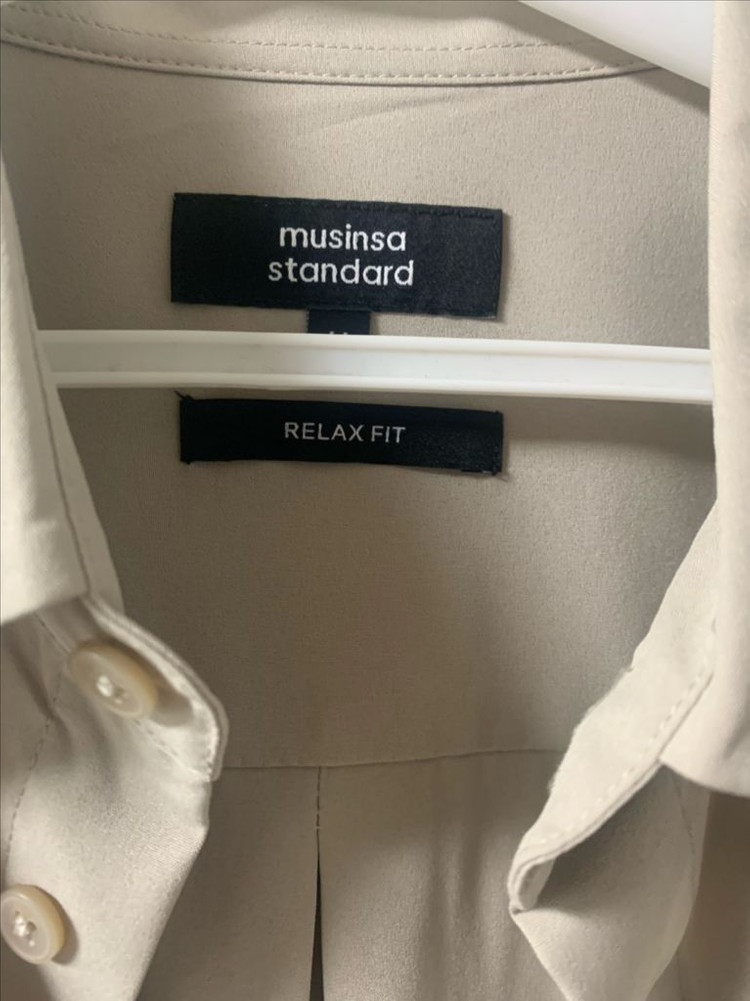 musinsa
standard
RELAX FIT